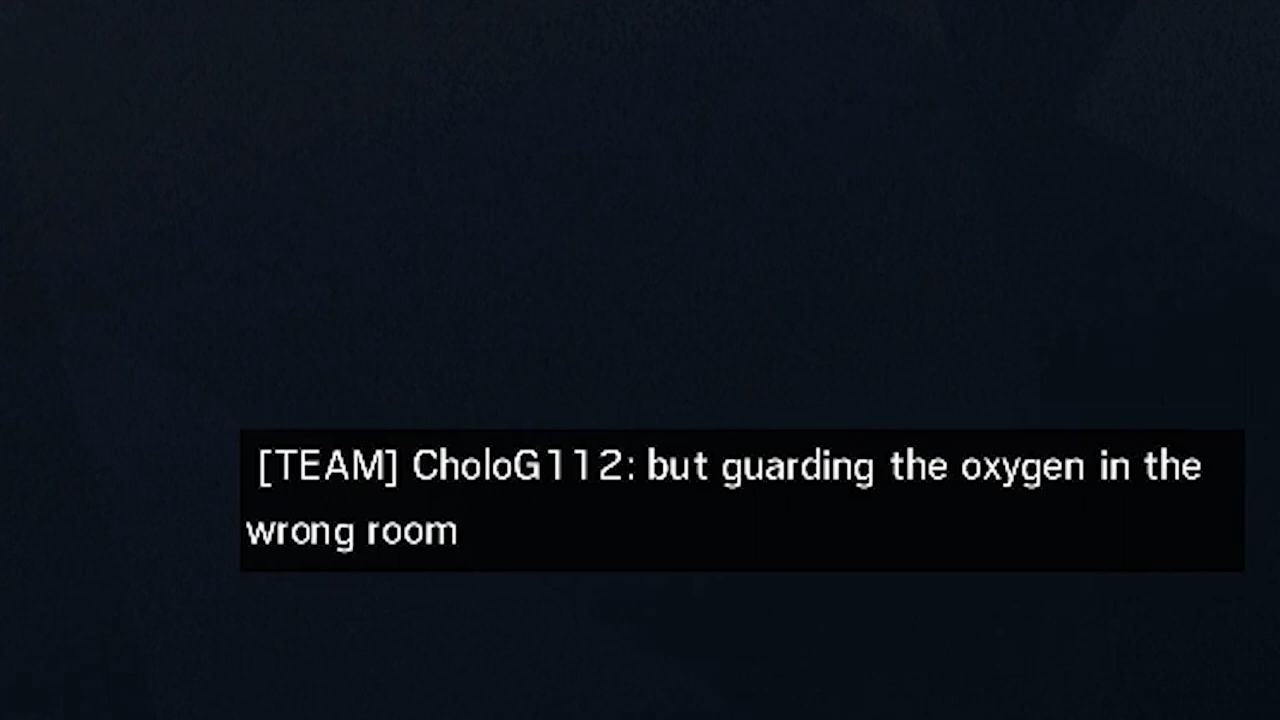 [TEAM] CholoG112: but guarding the oxygen in the
wrong room